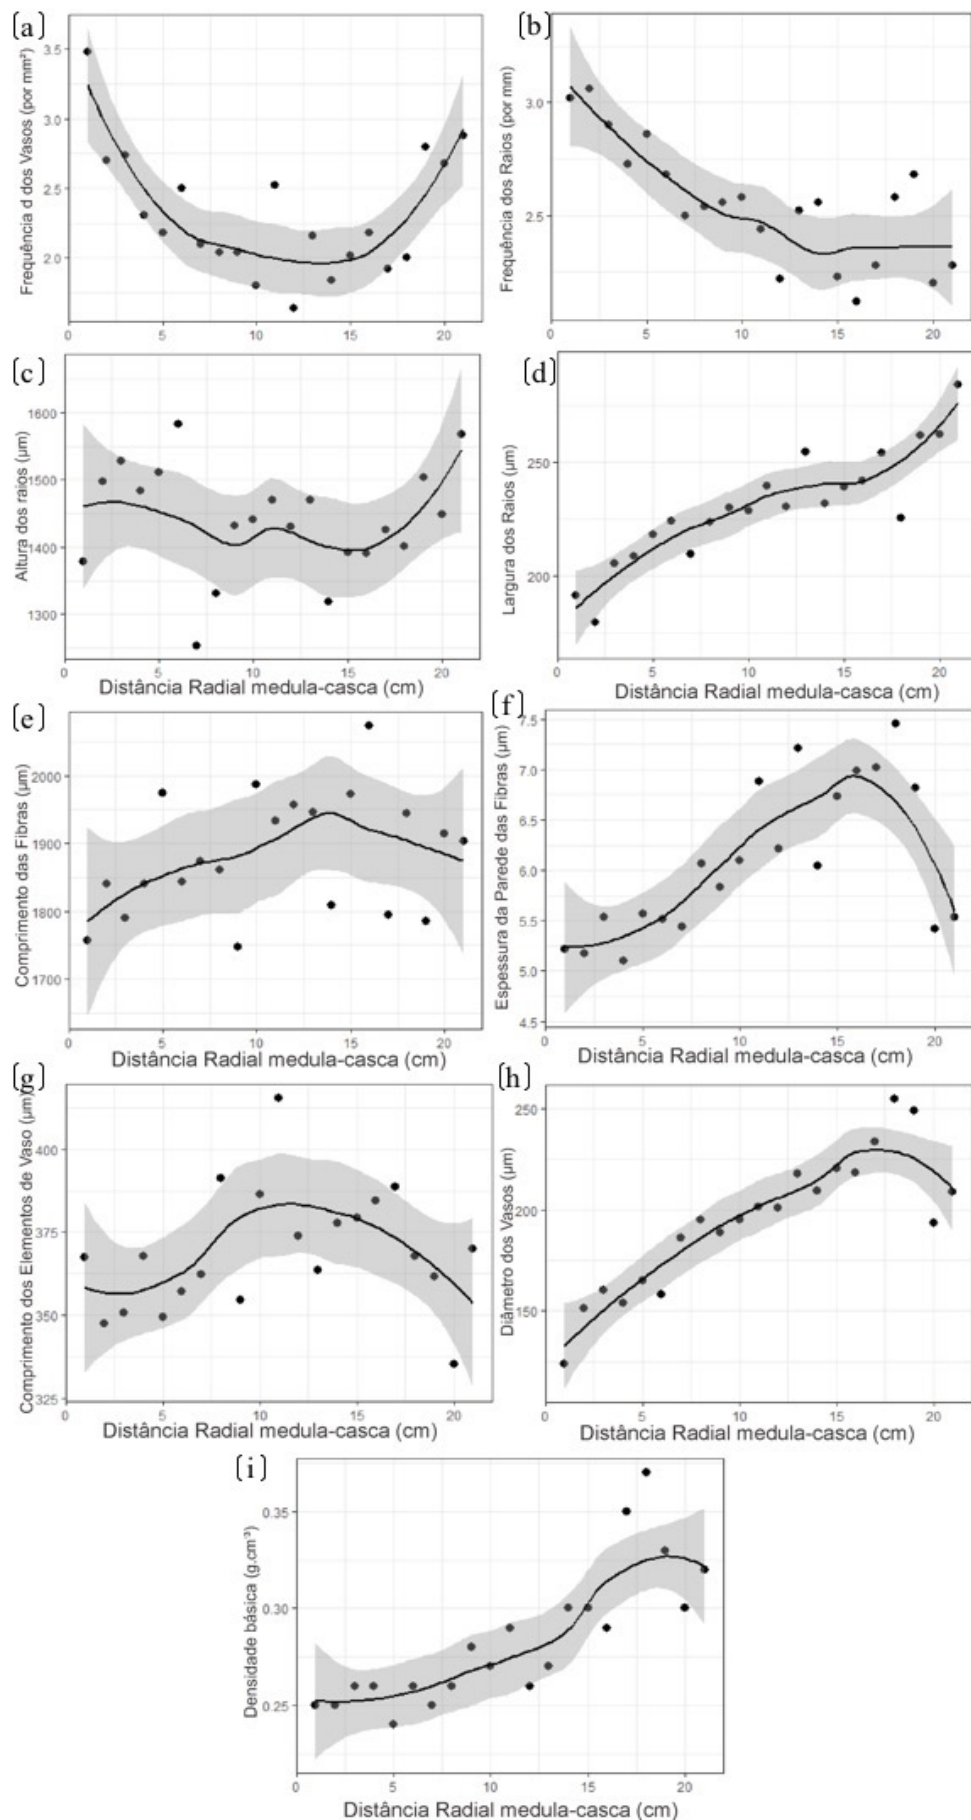 (a)
Frequência d dos Vasos (por mm²)
3.5
3.0
2.5
2.0
0 5 10 15 20
(b)
Frequência dos Raios (por mm)
3.0
2.5
0 5 10 15 20
(c)
Altura dos raios (µm)
1600
1500
1400
1300
0 5 10 15 20
Distância Radial medula-casca (cm)
(d)
Largura dos Raios (µm)
250
200
0 5 10 15 20
Distância Radial medula-casca (cm)
(e)
Comprimento das Fibras (µm)
2000
1900
1800
1700
0 5 10 15 20
Distância Radial medula-casca (cm)
(f)
Espessura da Parede das Fibras (µm)
7.5
7.0
6.5
6.0
5.5
5.0
4.5
0 5 10 15 20
Distância Radial medula-casca (cm)
(g)
Comprimento dos Elementos de Vaso (µm)
400
375
350
325
0 5 10 15 20
Distância Radial medula-casca (cm)
(h)
Diâmetro dos Vasos (µm)
250
200
150
0 5 10 15 20
Distância Radial medula-casca (cm)
(i)
Densidade básica (g.cm⁻³)
0.35
0.30
0.25
0 5 10 15 20
Distância Radial medula-casca (cm)